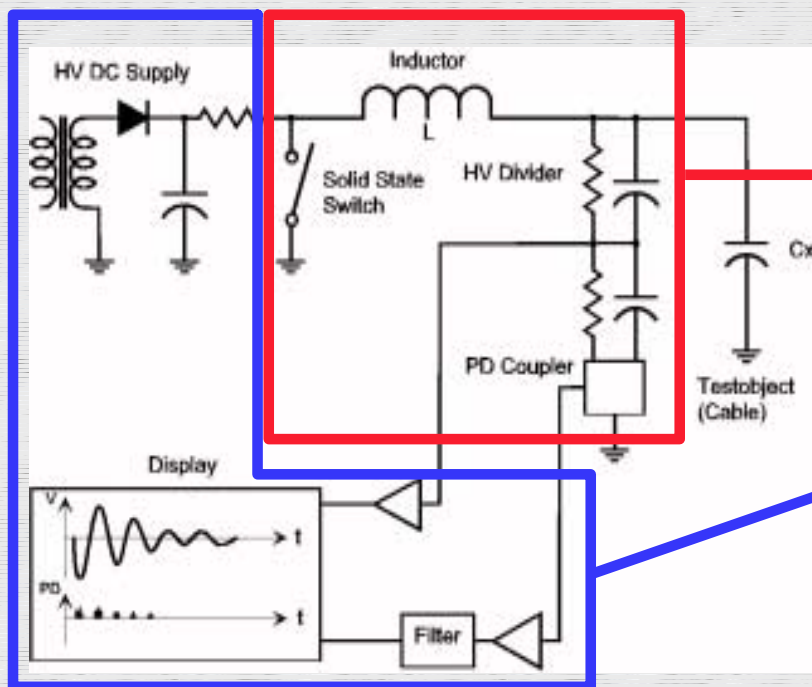 HV DC Supply
Inductor
L
Solid State
Switch
HV Divider
Cx
PD Coupler
Testobject
(Cable)
Display
V
t
PD
t
Filter